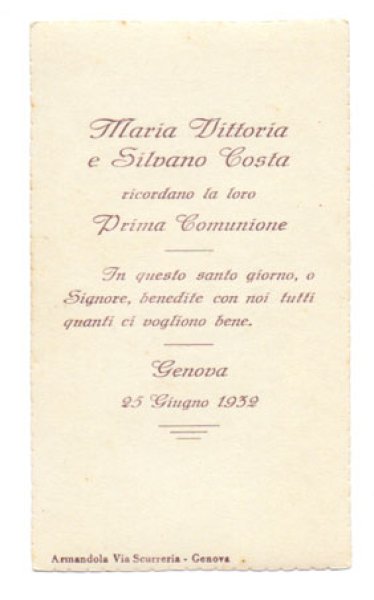 Maria Vittoria
e Silvano Costa
ricordano la loro
Prima Comunione
In questo santo giorno, o
Signore, benedite con noi tutti
quanti ci vogliono bene.
Genova
25 Giugno 1932
Armandola Via Scurreria - Genova